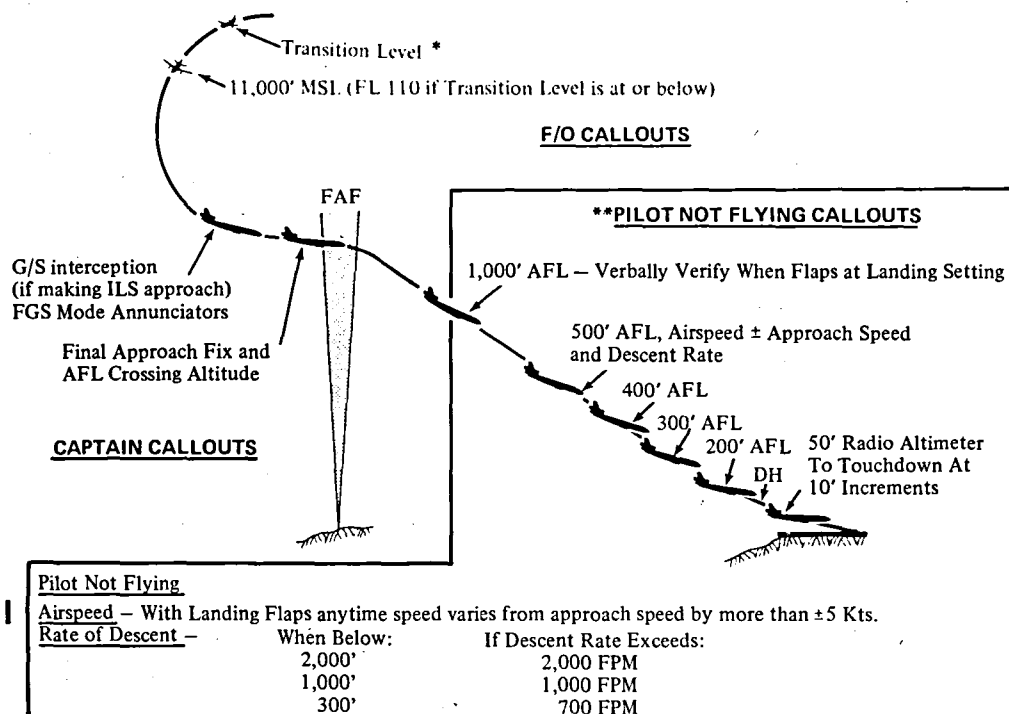 Transition Level *
11,000' MSL (FL 110 if Transition Level is at or below)
F/O CALLOUTS
FAF
**PILOT NOT FLYING CALLOUTS
G/S interception
(if making ILS approach)
FGS Mode Annunciators
1,000' AFL – Verbally Verify When Flaps at Landing Setting
Final Approach Fix and
AFL Crossing Altitude
500' AFL, Airspeed ± Approach Speed
and Descent Rate
400' AFL
300' AFL
200' AFL
DH
50' Radio Altimeter
To Touchdown At
10' Increments
CAPTAIN CALLOUTS
Pilot Not Flying
Airspeed – With Landing Flaps anytime speed varies from approach speed by more than ±5 Kts.
Rate of Descent – When Below: If Descent Rate Exceeds:
2,000' 2,000 FPM
1,000' 1,000 FPM
300' 700 FPM